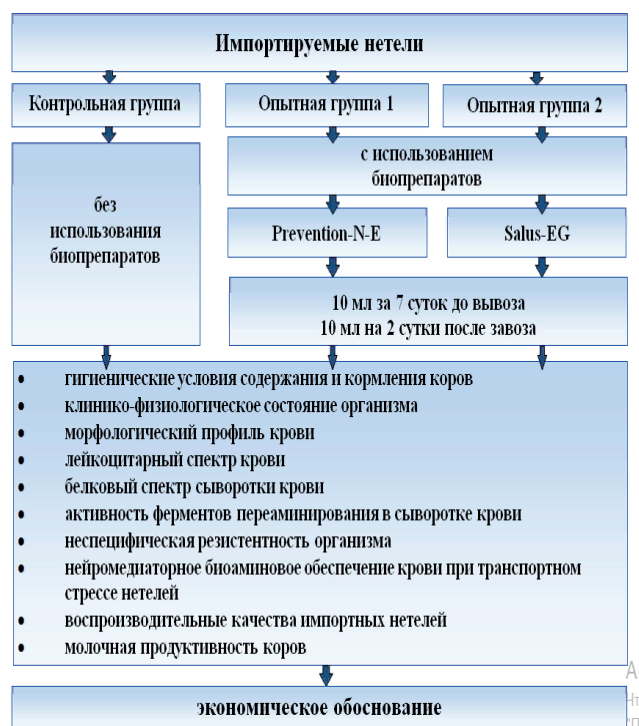 Импортируемые нетели
Контрольная группа
Опытная группа 1
Опытная группа 2
без
использования
биопрепаратов
с использованием
биопрепаратов
Prevention-N-E
Salus-EG
10 мл за 7 суток до вывоза
10 мл на 2 сутки после завоза
• гигиенические условия содержания и кормления коров
• клинико-физиологическое состояние организма
• морфологический профиль крови
• лейкоцитарный спектр крови
• белковый спектр сыворотки крови
• активность ферментов переаминирования в сыворотке крови
• неспецифическая резистентность организма
• нейромедиаторное биоаминовое обеспечение крови при транспортном
стрессе нетелей
• воспроизводительные качества импортных нетелей
• молочная продуктивность коров
экономическое обоснование